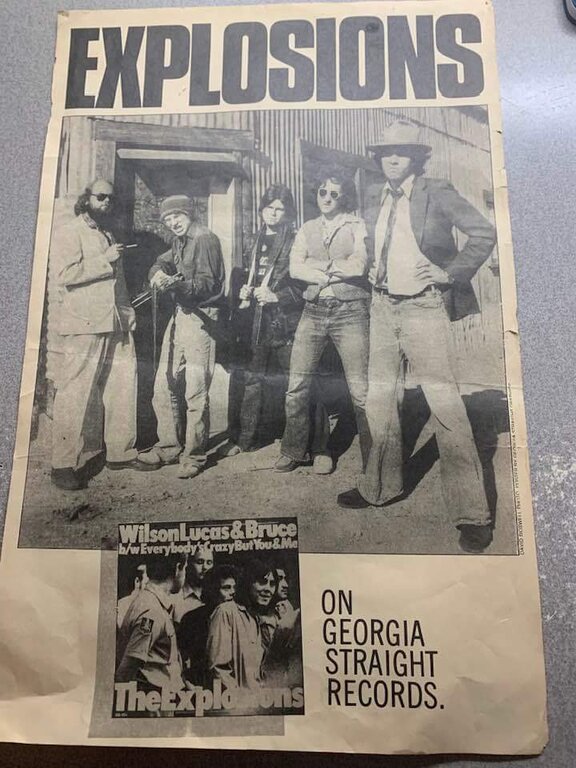 EXPLOSIONS
Wilson Lucas & Bruce
b/w Everybody's Crazy But You & Me
The Explosions
ON
GEORGIA
STRAIGHT
RECORDS.